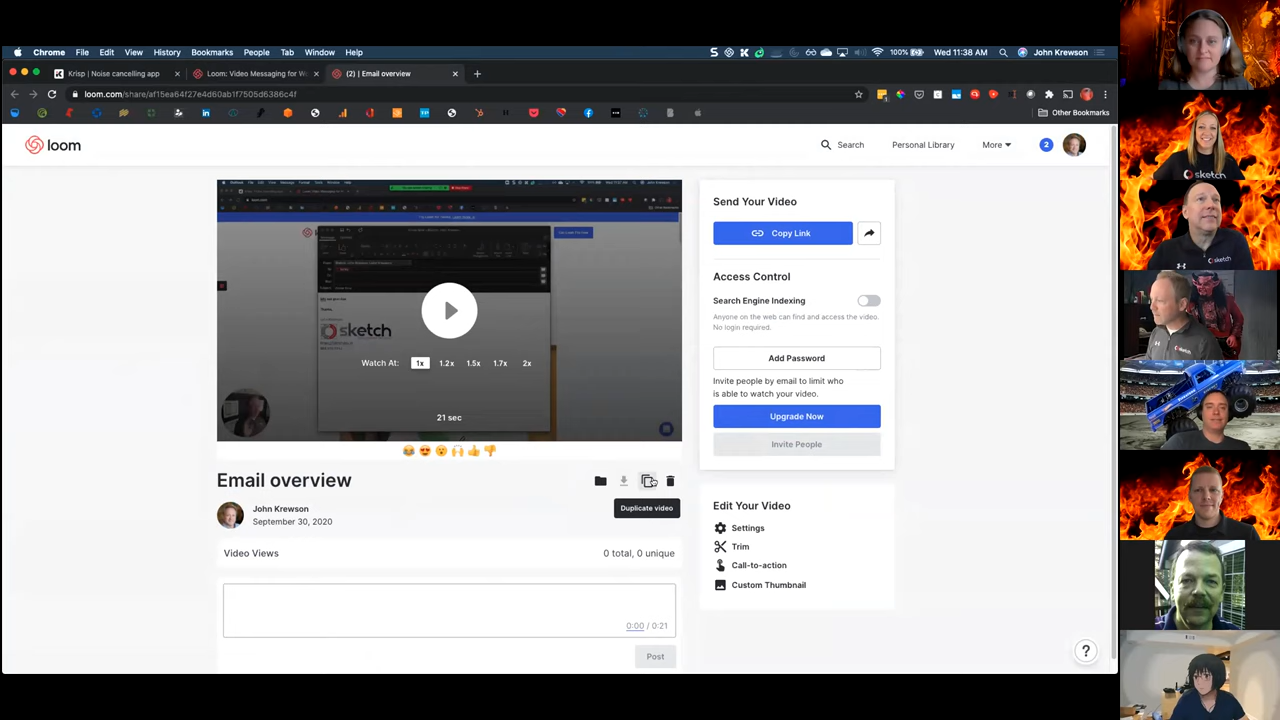 Chrome File Edit View History Bookmarks People Tab Window Help
100% Wed 11:38 AM John Krewson
Krisp | Noise cancelling app
Loom: Video Messaging for W
(2) | Email overview
loom.com/share/af15ea64f27e4d60ab1f7505d6386c4f
Other Bookmarks
loom
Search
Personal Library
More
2
sketch
Watch At: 1x 1.2x 1.5x 1.7x 2x
21 sec
Email overview
Duplicate video
John Krewson
September 30, 2020
Video Views
0 total, 0 unique
0:00 / 0:21
Post
Send Your Video
Copy Link
Access Control
Search Engine Indexing
Anyone on the web can find and access the video.
No login required.
Add Password
Invite people by email to limit who
is able to watch your video.
Upgrade Now
Invite People
Edit Your Video
Settings
Trim
Call-to-action
Custom Thumbnail
?
sketch
sketch
sketch